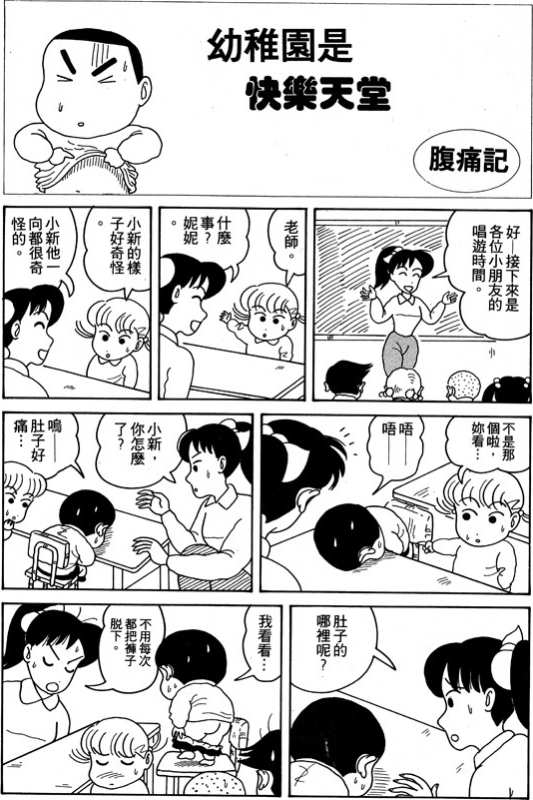 幼稚園是
快樂天堂
腹痛記
好—接下來是
各位小朋友的
唱遊時間。
老師。
什麼
事?
妮妮
。
小新的樣
子好奇怪
。
小新他一
向都很奇
怪的。
不是那
個啦,
妳看…
唔—
唔—
小新,
你怎麼
了?
嗚—
肚子好
痛…
肚子的
哪裡呢?
我看看…
不用每次
都把褲子
脫下。